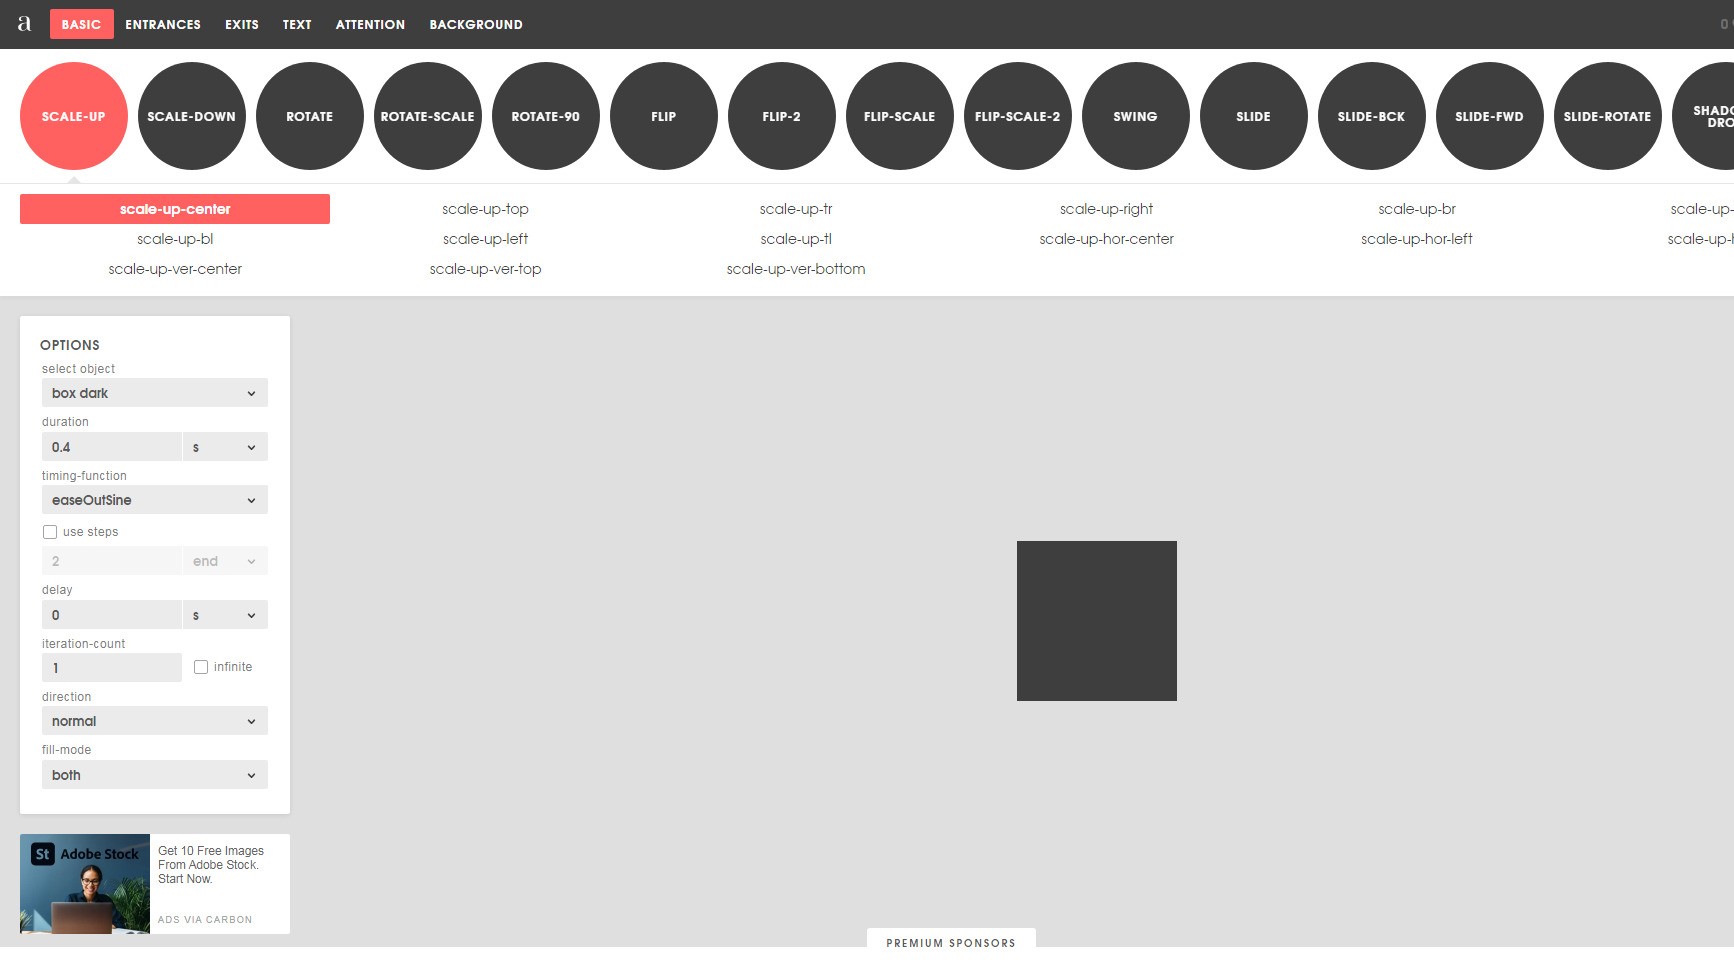 a BASIC ENTRANCES EXITS TEXT ATTENTION BACKGROUND 0
SCALE-UP SCALE-DOWN ROTATE ROTATE-SCALE ROTATE-90 FLIP FLIP-2 FLIP-SCALE FLIP-SCALE-2 SWING SLIDE SLIDE-BCK SLIDE-FWD SLIDE-ROTATE
scale-up-center scale-up-top scale-up-tr scale-up-right scale-up-br scale-up-
scale-up-bl scale-up-left scale-up-tl scale-up-hor-center scale-up-hor-left
scale-up-ver-center scale-up-ver-top scale-up-ver-bottom
OPTIONS
select object
box dark
duration
0.4 s
timing-function
easeOutSine
use steps
2 end
delay
0 s
iteration-count
1 infinite
direction
normal
fill-mode
both
St Adobe Stock
Get 10 Free Images
From Adobe Stock.
Start Now.
ADS VIA CARBON
PREMIUM SPONSORS